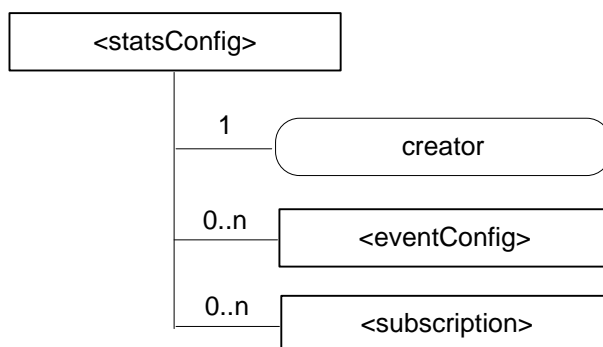 <statsConfig>
1
creator
0..n
<eventConfig>
0..n
<subscription>